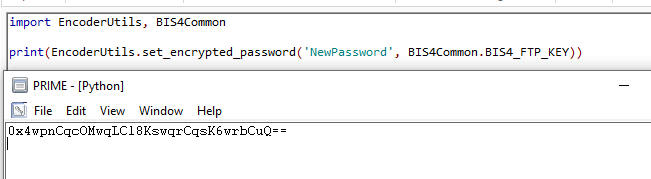 import EncoderUtils, BIS4Common
print(EncoderUtils.set_encrypted_password('NewPassword', BIS4Common.BIS4_FTP_KEY))
PRIME - [Python]
File Edit View Window Help
0x4wpnCqcOMwqLCl8KswqrCqsK6wrbCuQ==